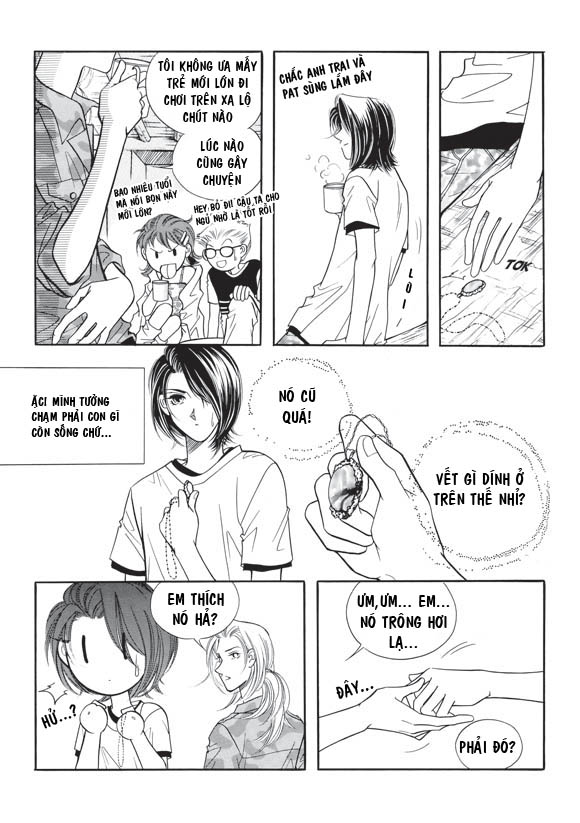 TÔI KHÔNG ƯA MẤY
TRẺ MỚI LỚN ĐI
CHƠI TRÊN XA LỘ
CHÚT NÀO
LÚC NÀO
CŨNG GÂY
CHUYỆN
BAO NHIÊU TUỔI
MÀ NÓI BỌN NÀY
MỚI LỚN?
HEY BỎ ĐI! CẬU TA CHO
NGỦ NHỜ LÀ TỐT RỒI!
CHẮC ANH TRAI VÀ
PAT SÙNG LẮM ĐÂY
LÙI
TOK
ẶC! MÌNH TƯỞNG
CHẠM PHẢI CON GÌ
CÒN SỐNG CHỨ...
NÓ CŨ
QUÁ!
VẾT GÌ DÍNH Ở
TRÊN THẾ NHỈ?
EM THÍCH
NÓ HẢ?
HỬ...?
ƯM,ƯM... EM...
NÓ TRÔNG HƠI
LẠ...
ĐÂY...
PHẢI ĐÓ?